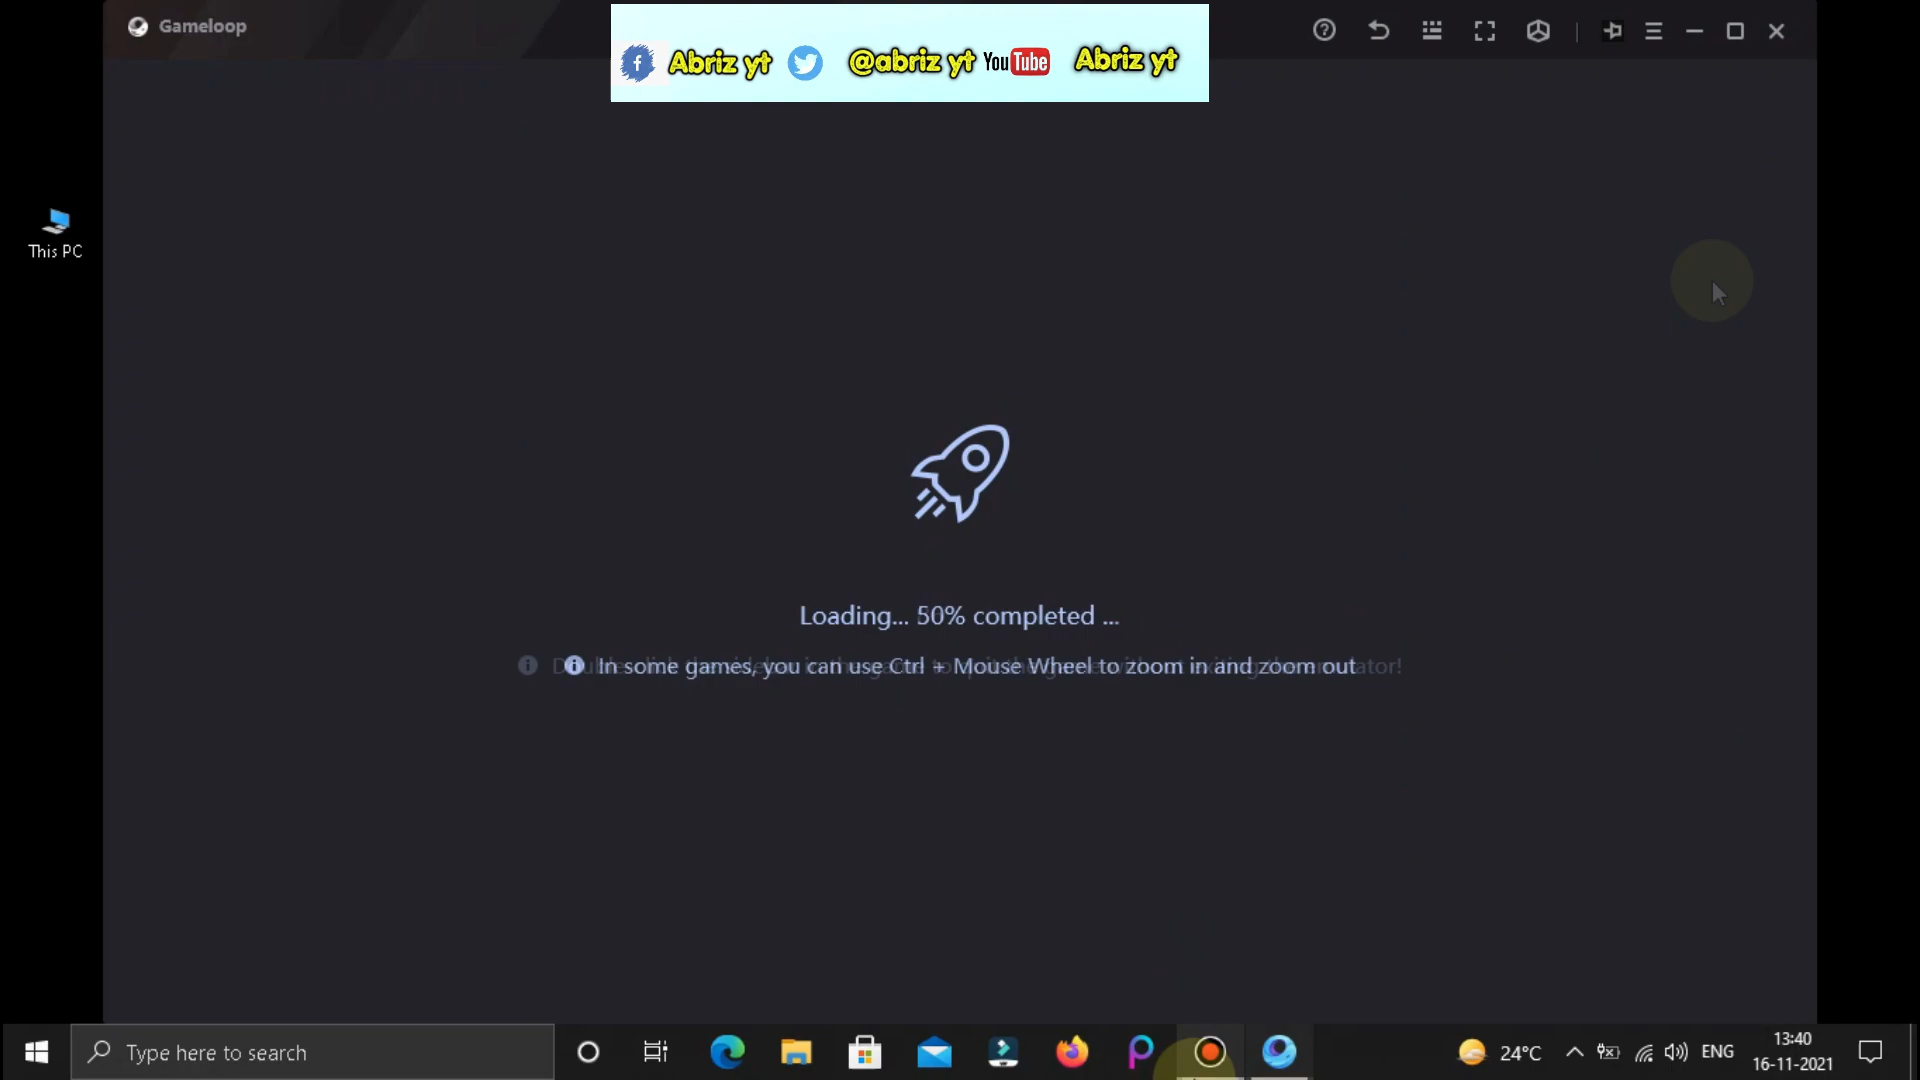 Gameloop
Abriz yt @abriz yt YouTube Abriz yt
This PC
Loading... 50% completed ...
In some games, you can use Ctrl + Mouse Wheel to zoom in and zoom out
Type here to search
24°C ENG 13:40
16-11-2021